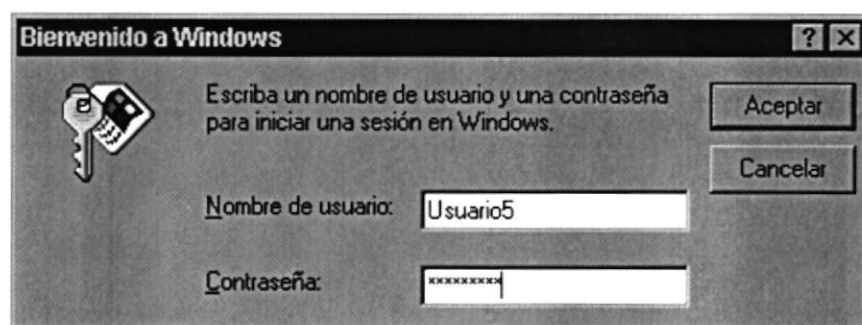 Bienvenido a Windows
Escriba un nombre de usuario y una contraseña
para iniciar una sesión en Windows.
Aceptar
Cancelar
Nombre de usuario: Usuario5
Contraseña: xxxxxxxxx